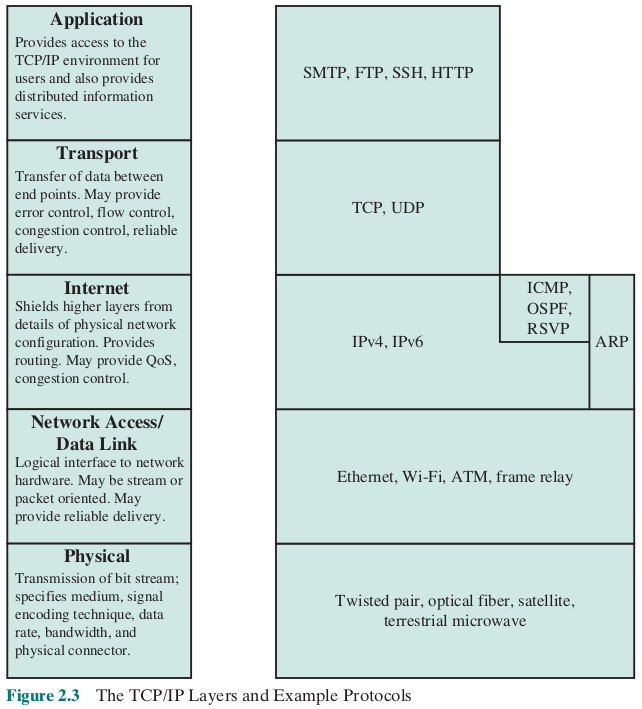 Application
Provides access to the
TCP/IP environment for
users and also provides
distributed information
services.
SMTP, FTP, SSH, HTTP
Transport
Transfer of data between
end points. May provide
error control, flow control,
congestion control, reliable
delivery.
TCP, UDP
Internet
Shields higher layers from
details of physical network
configuration. Provides
routing. May provide QoS,
congestion control.
IPv4, IPv6
ICMP,
OSPF,
RSVP
ARP
Network Access/
Data Link
Logical interface to network
hardware. May be stream or
packet oriented. May
provide reliable delivery.
Ethernet, Wi-Fi, ATM, frame relay
Physical
Transmission of bit stream;
specifies medium, signal
encoding technique, data
rate, bandwidth, and
physical connector.
Twisted pair, optical fiber, satellite,
terrestrial microwave
Figure 2.3 The TCP/IP Layers and Example Protocols